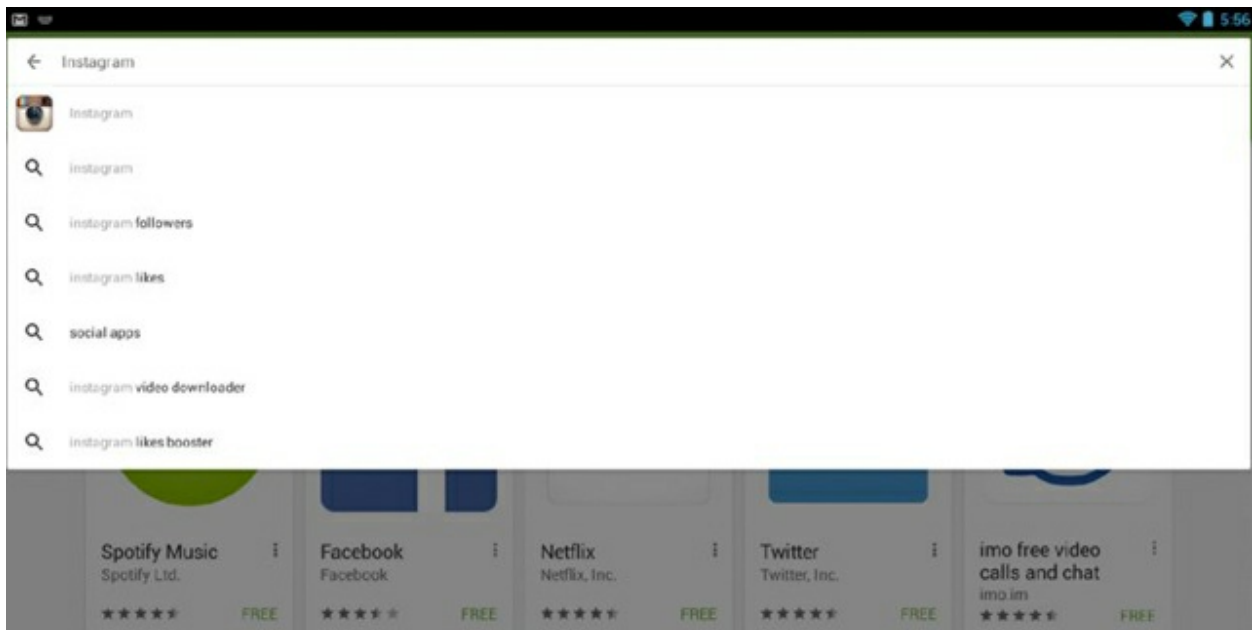 5:56
Instagram
Instagram
instagram
instagram followers
instagram likes
social apps
instagram video downloader
instagram likes booster
Spotify Music
Spotify Ltd.
FREE
Facebook
Facebook
FREE
Netflix
Netflix, Inc.
FREE
Twitter
Twitter, Inc.
FREE
imo free video
calls and chat
imo.im
FREE